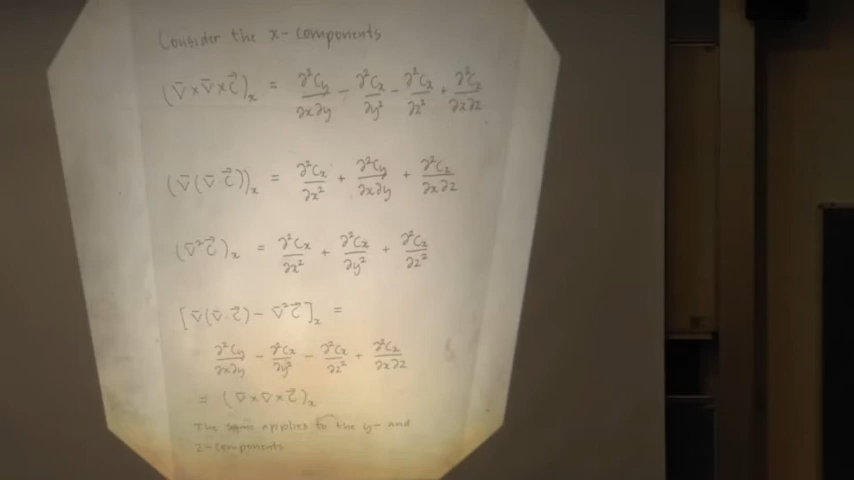 Consider the x-components
(∇̄×∇̄×C⃗)ₓ = ∂²Cy/∂x∂y − ∂²Cx/∂y² − ∂²Cx/∂z² + ∂²Cz/∂x∂z
(∇̄(∇̄·C⃗))ₓ = ∂²Cx/∂x² + ∂²Cy/∂x∂y + ∂²Cz/∂x∂z
(∇²C⃗)ₓ = ∂²Cx/∂x² + ∂²Cx/∂y² + ∂²Cx/∂z²
[∇̄(∇̄·C⃗) − ∇²C⃗]ₓ =
∂²Cy/∂x∂y − ∂²Cx/∂y² − ∂²Cx/∂z² + ∂²Cz/∂x∂z
= (∇×∇×C⃗)ₓ
The same applies to the y- and
z-components